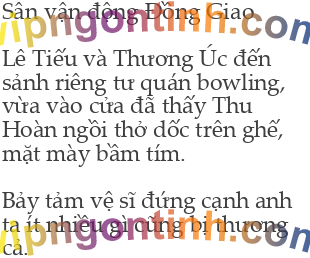 Sân vận động Đồng Giao.
vipngontinh.com
Lê Tiếu và Thương Úc đến
sảnh riêng tư quán bowling,
vừa vào cửa đã thấy Thu
Hoàn ngồi thở dốc trên ghế,
mặt mày bầm tím.
Bảy tảm vệ sĩ đứng cạnh anh
ta ít nhiều gì cũng bị thương
vipngontinh.com
cả.